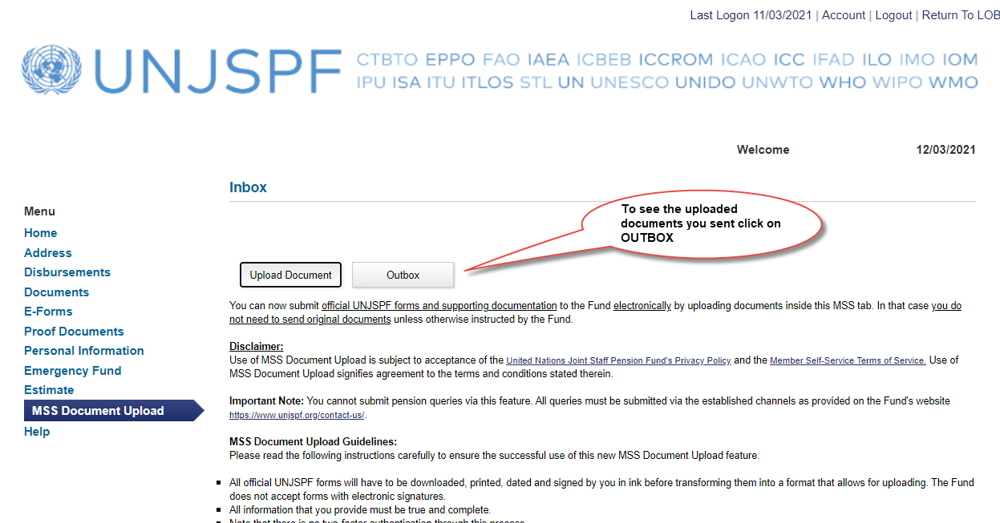 Last Logon 11/03/2021 | Account | Logout | Return To LOB
UNJSPF
CTBTO EPPO FAO IAEA ICBEB ICCROM ICAO ICC IFAD ILO IMO IOM
IPU ISA ITU ITLOS STL UN UNESCO UNIDO UNWTO WHO WIPO WMO
Welcome 12/03/2021
Inbox
Menu
Home
Address
Disbursements
Documents
E-Forms
Proof Documents
Personal Information
Emergency Fund
Estimate
MSS Document Upload
Help
To see the uploaded
documents you sent click on
OUTBOX
Upload Document
Outbox
You can now submit official UNJSPF forms and supporting documentation to the Fund electronically by uploading documents inside this MSS tab. In that case you do
not need to send original documents unless otherwise instructed by the Fund.
Disclaimer:
Use of MSS Document Upload is subject to acceptance of the United Nations Joint Staff Pension Fund's Privacy Policy and the Member Self-Service Terms of Service. Use of
MSS Document Upload signifies agreement to the terms and conditions stated therein.
Important Note: You cannot submit pension queries via this feature. All queries must be submitted via the established channels as provided on the Fund's website
https://www.unjspf.org/contact-us/.
MSS Document Upload Guidelines:
Please read the following instructions carefully to ensure the successful use of this new MSS Document Upload feature.
All official UNJSPF forms will have to be downloaded, printed, dated and signed by you in ink before transforming them into a format that allows for uploading. The Fund
does not accept forms with electronic signatures.
All information that you provide must be true and complete.
Note that there is no two-factor authentication through this process.